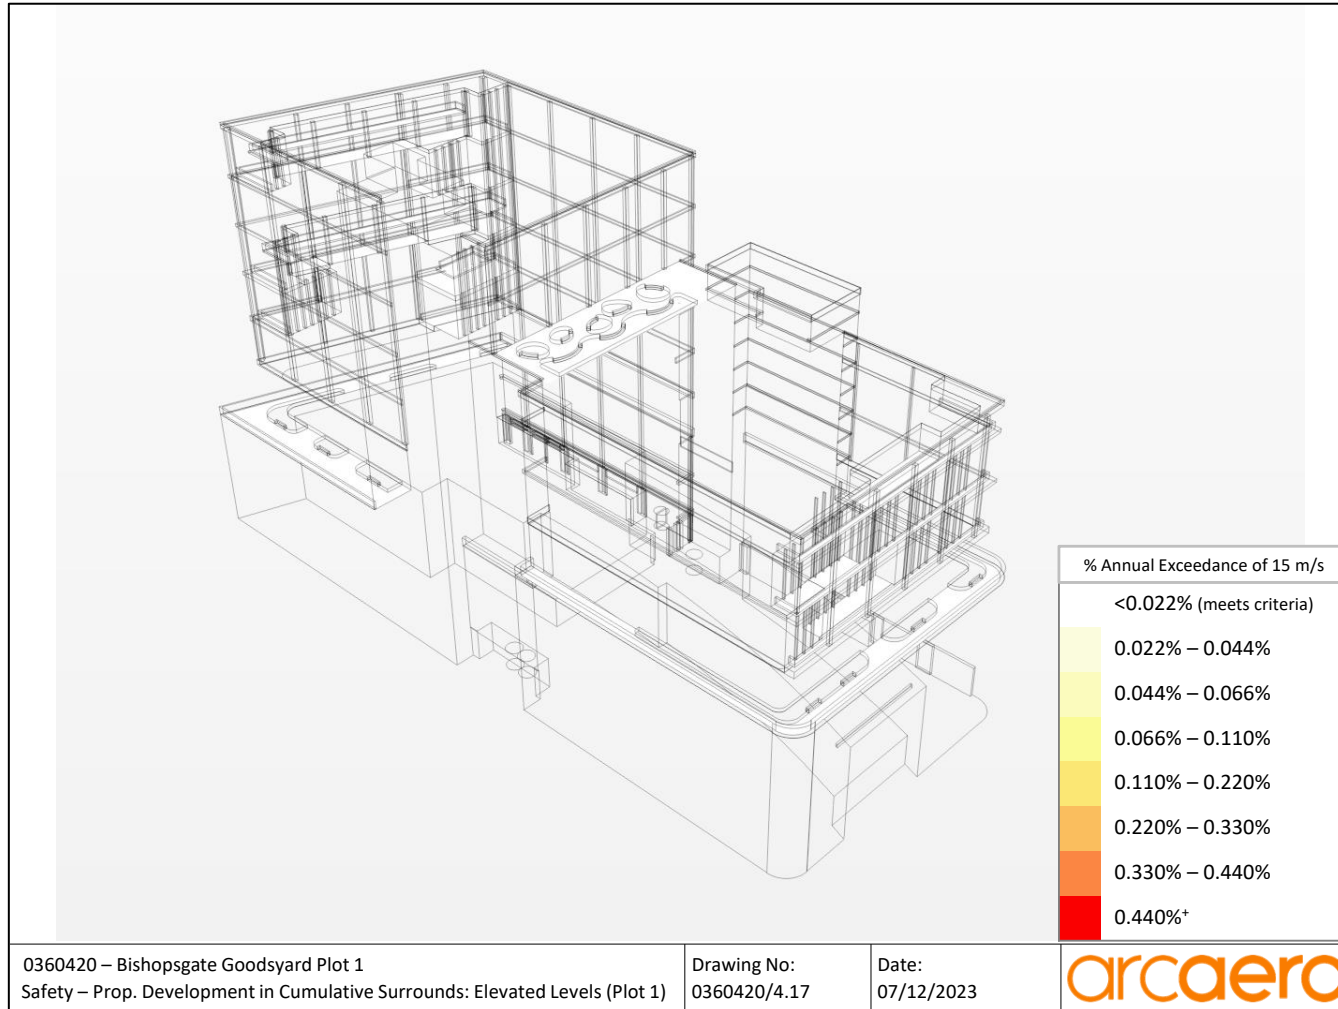 % Annual Exceedance of 15 m/s
<0.022% (meets criteria)
0.022% – 0.044%
0.044% – 0.066%
0.066% – 0.110%
0.110% – 0.220%
0.220% – 0.330%
0.330% – 0.440%
0.440%⁺
0360420 – Bishopsgate Goodsyard Plot 1
Safety – Prop. Development in Cumulative Surrounds: Elevated Levels (Plot 1)
Drawing No:
0360420/4.17
Date:
07/12/2023
arcaero